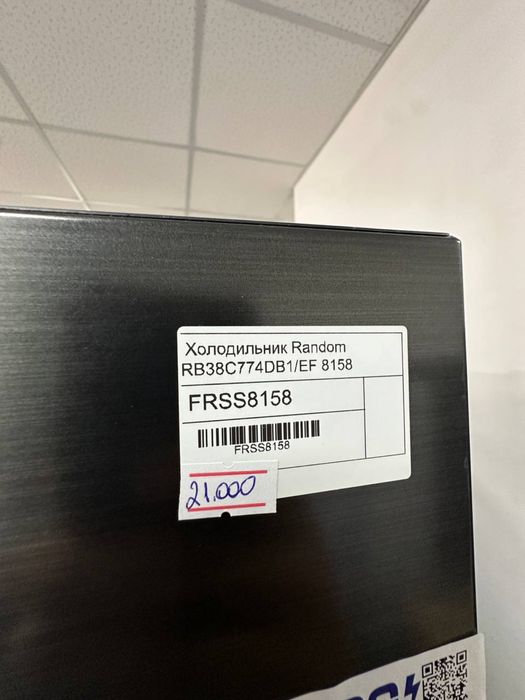 Холодильник Random
RB38C774DB1/EF 8158
FRSS8158
FRSS8158
21.000